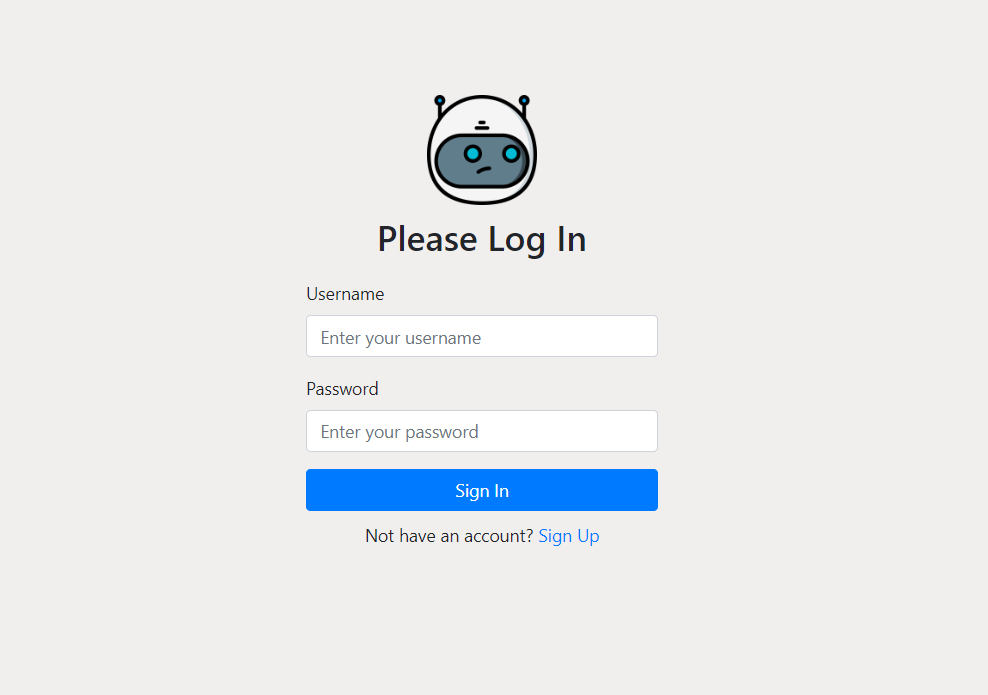 Please Log In
Username
Enter your username
Password
Enter your password
Sign In
Not have an account? Sign Up